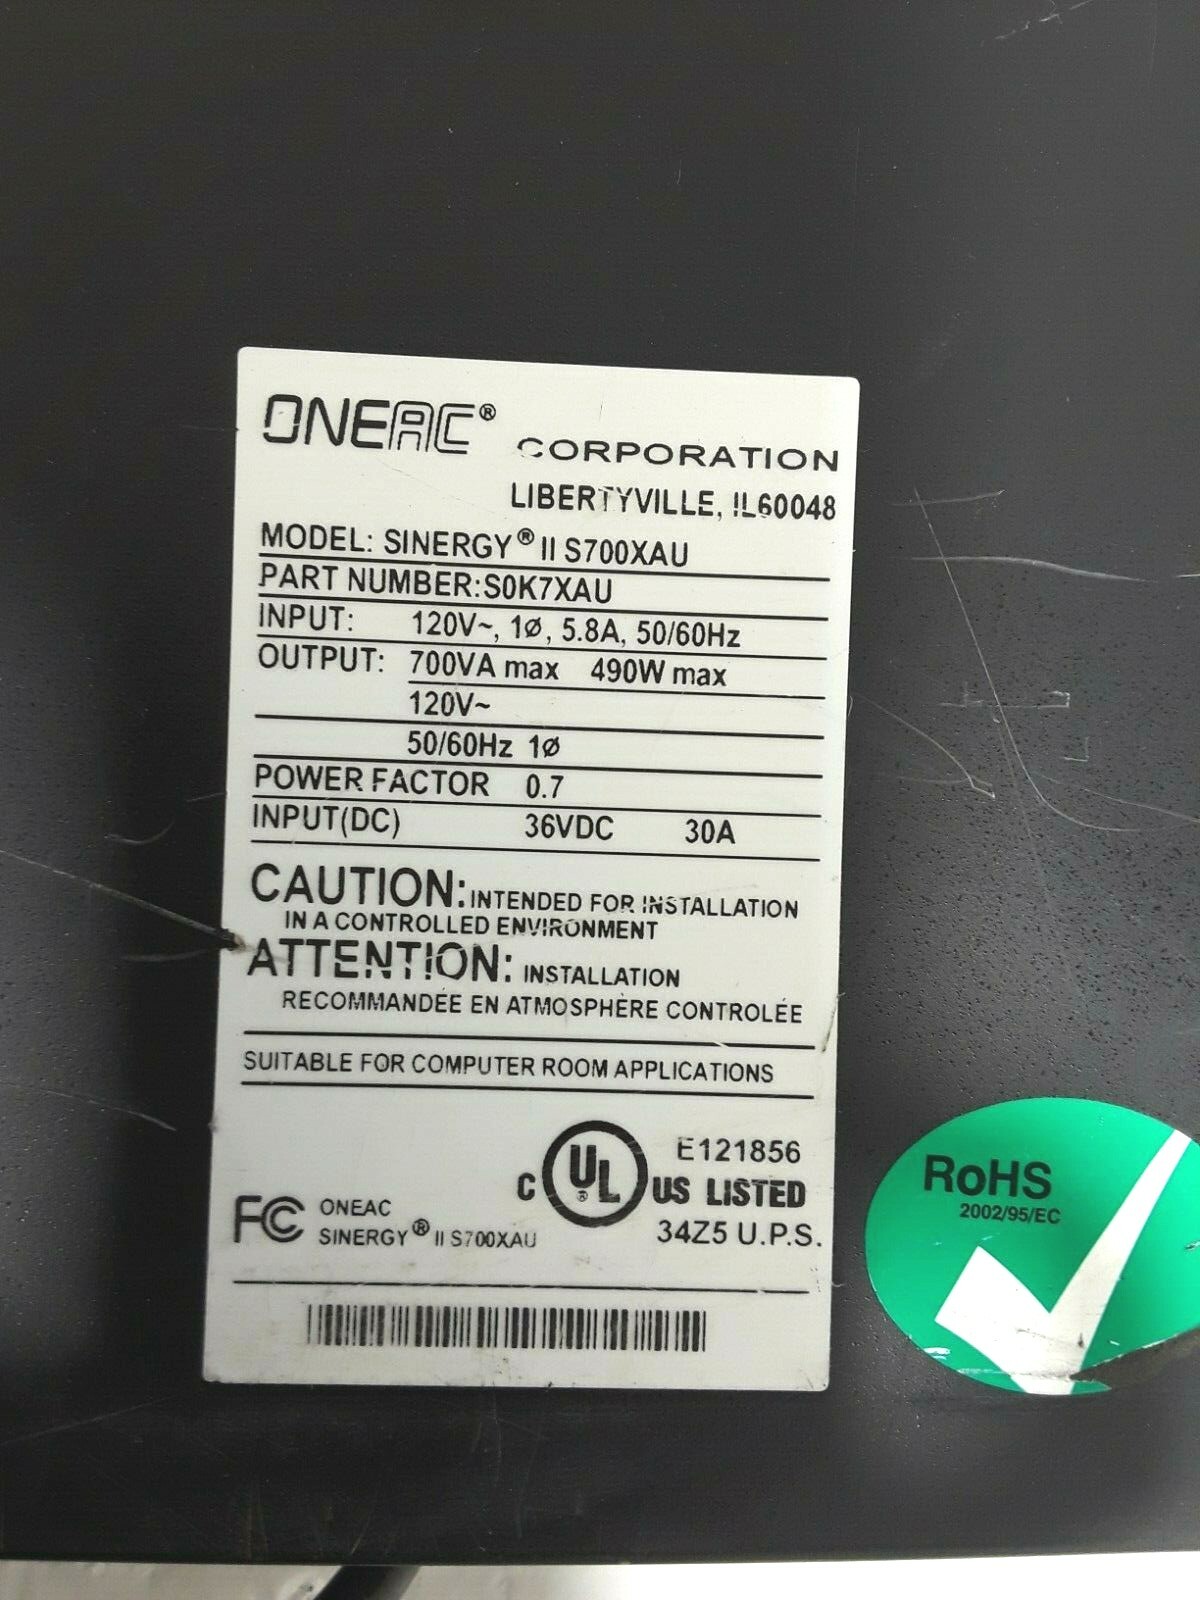 ONEAC® CORPORATION
LIBERTYVILLE, IL60048
MODEL: SINERGY® II S700XAU
PART NUMBER:S0K7XAU
INPUT: 120V~, 1ø, 5.8A, 50/60Hz
OUTPUT: 700VA max 490W max
120V~
50/60Hz 1ø
POWER FACTOR 0.7
INPUT(DC) 36VDC 30A
CAUTION: INTENDED FOR INSTALLATION
IN A CONTROLLED ENVIRONMENT
ATTENTION: INSTALLATION
RECOMMANDÉE EN ATMOSPHÈRE CONTROLÉE
SUITABLE FOR COMPUTER ROOM APPLICATIONS
E121856
C UL® US LISTED
34Z5 U.P.S.
FC ONEAC
SINERGY® II S700XAU
RoHS
2002/95/EC